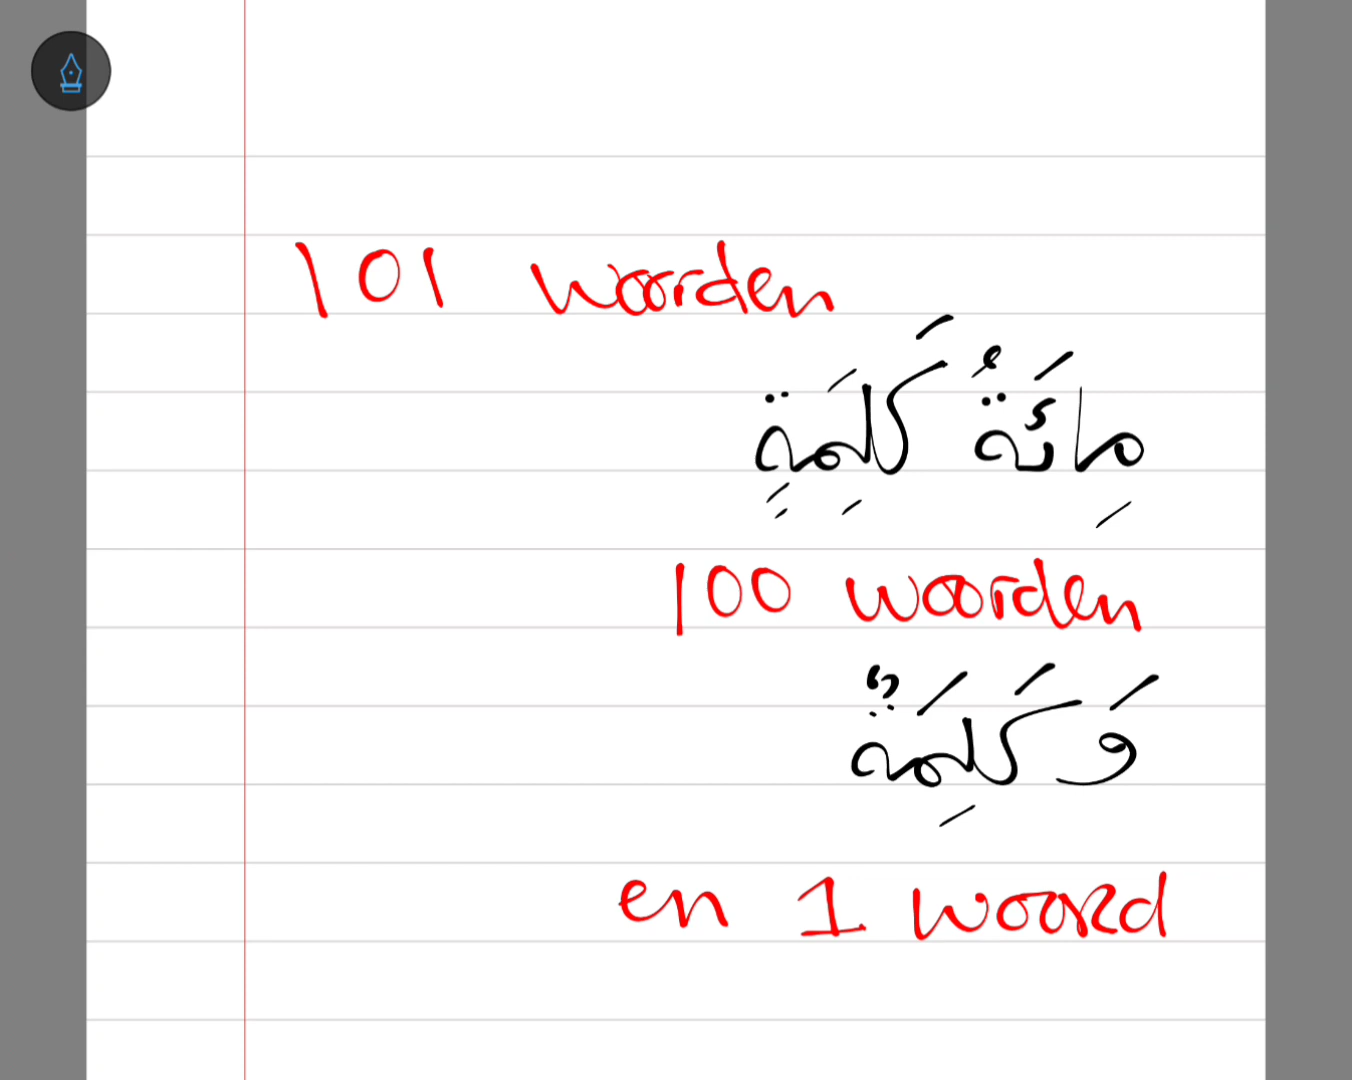 101 woorden
مِائَةُ كَلِمَةٍ
100 woorden
وَ كَلِمَةٌ
en 1 woord